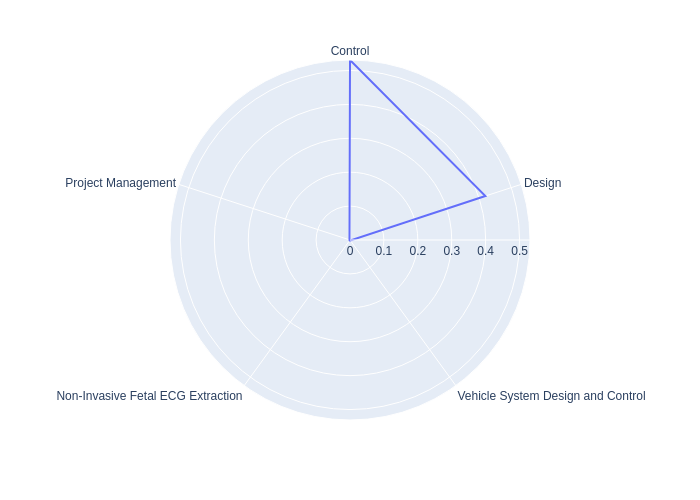 Control
Project Management
Design
0 0.1 0.2 0.3 0.4 0.5
Non-Invasive Fetal ECG Extraction
Vehicle System Design and Control